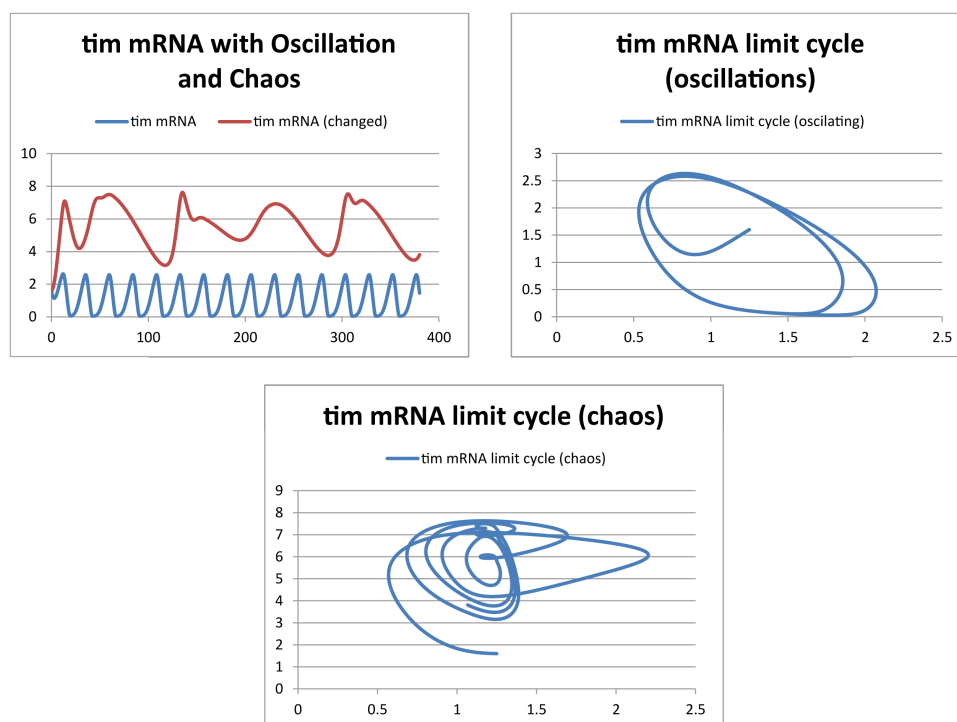 tim mRNA with Oscillation
and Chaos
tim mRNA
tim mRNA (changed)
10
8
6
4
2
0
0 100 200 300 400
tim mRNA limit cycle
(oscillations)
tim mRNA limit cycle (oscilating)
3
2.5
2
1.5
1
0.5
0
0 0.5 1 1.5 2 2.5
tim mRNA limit cycle (chaos)
tim mRNA limit cycle (chaos)
9
8
7
6
5
4
3
2
1
0
0 0.5 1 1.5 2 2.5